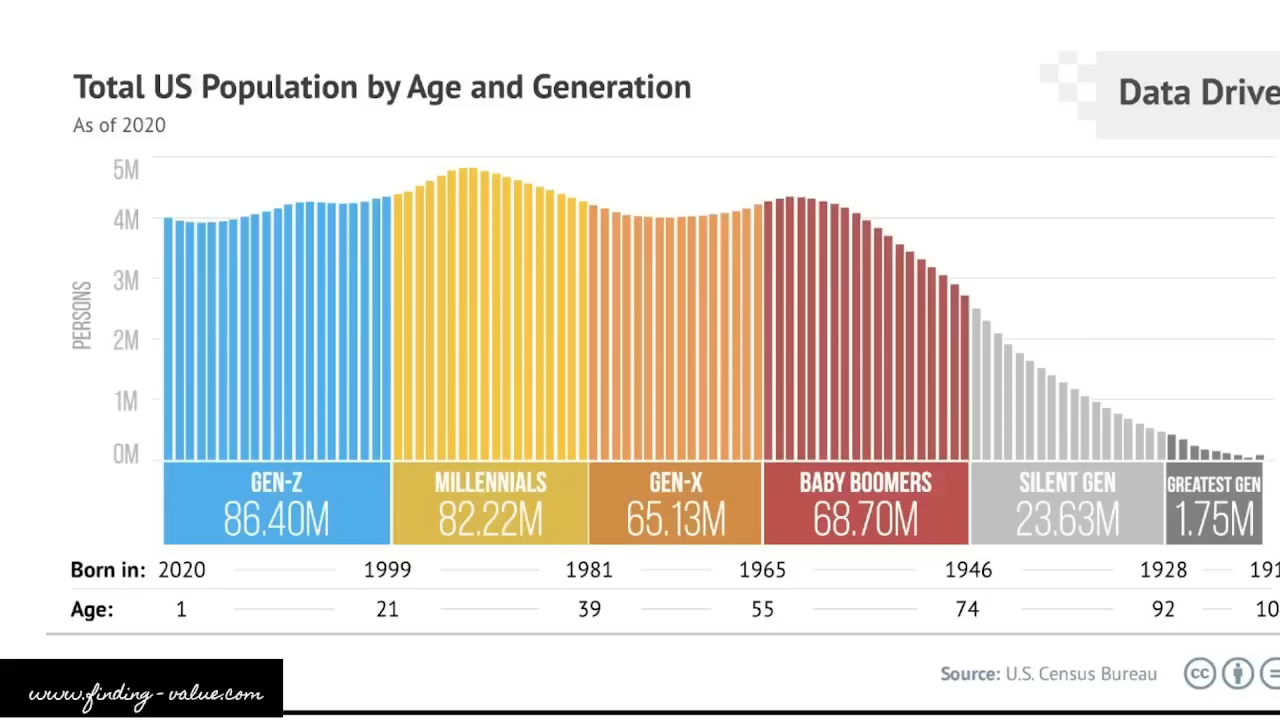 Total US Population by Age and Generation
As of 2020
Data Drive
5M
4M
3M
2M
1M
0M
PERSONS
GEN-Z
86.40M
MILLENNIALS
82.22M
GEN-X
65.13M
BABY BOOMERS
68.70M
SILENT GEN
23.63M
GREATEST GEN
1.75M
Born in: 2020 1999 1981 1965 1946 1928 191
Age: 1 21 39 55 74 92 10
Source: U.S. Census Bureau
cc
www.finding-value.com